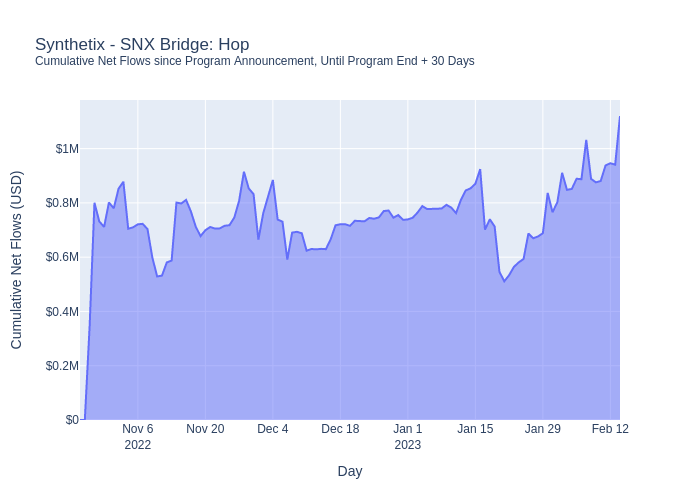 Synthetix - SNX Bridge: Hop
Cumulative Net Flows since Program Announcement, Until Program End + 30 Days
Cumulative Net Flows (USD)
$1M
$0.8M
$0.6M
$0.4M
$0.2M
$0
Nov 6
2022
Nov 20
Dec 4
Dec 18
Jan 1
2023
Jan 15
Jan 29
Feb 12
Day